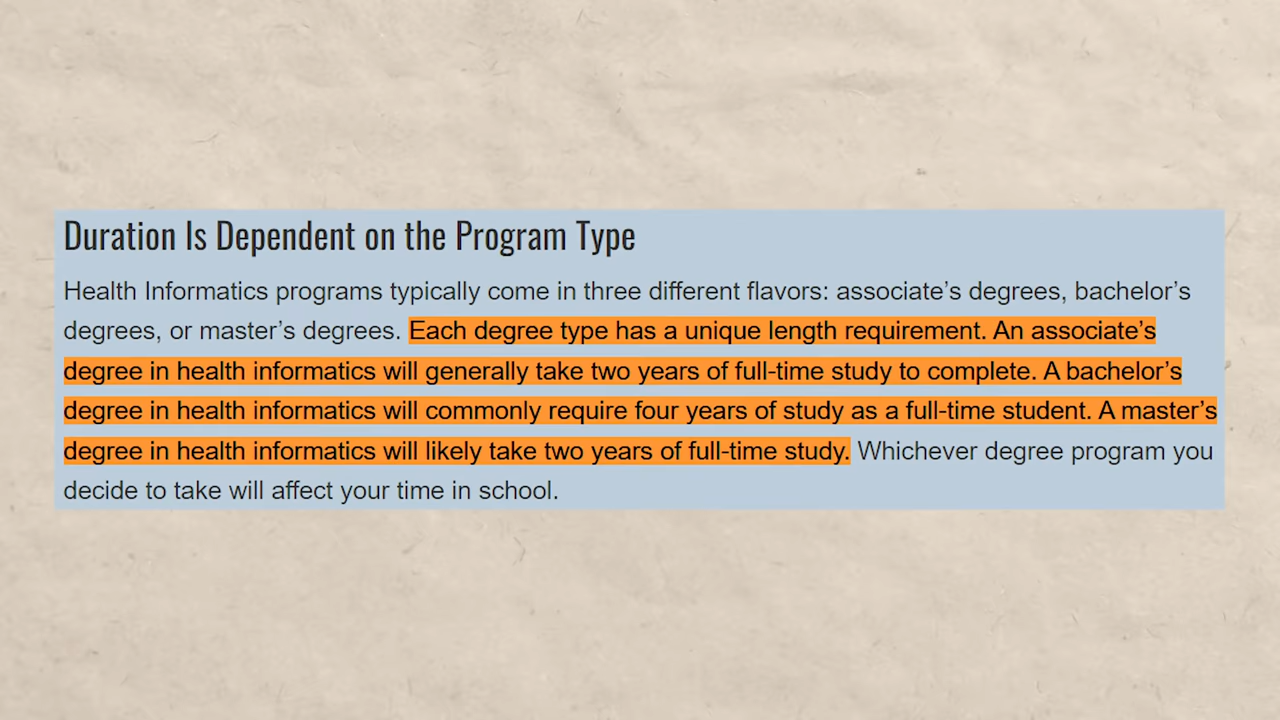 Duration Is Dependent on the Program Type
Health Informatics programs typically come in three different flavors: associate’s degrees, bachelor’s
degrees, or master’s degrees. Each degree type has a unique length requirement. An associate’s
degree in health informatics will generally take two years of full-time study to complete. A bachelor’s
degree in health informatics will commonly require four years of study as a full-time student. A master’s
degree in health informatics will likely take two years of full-time study. Whichever degree program you
decide to take will affect your time in school.